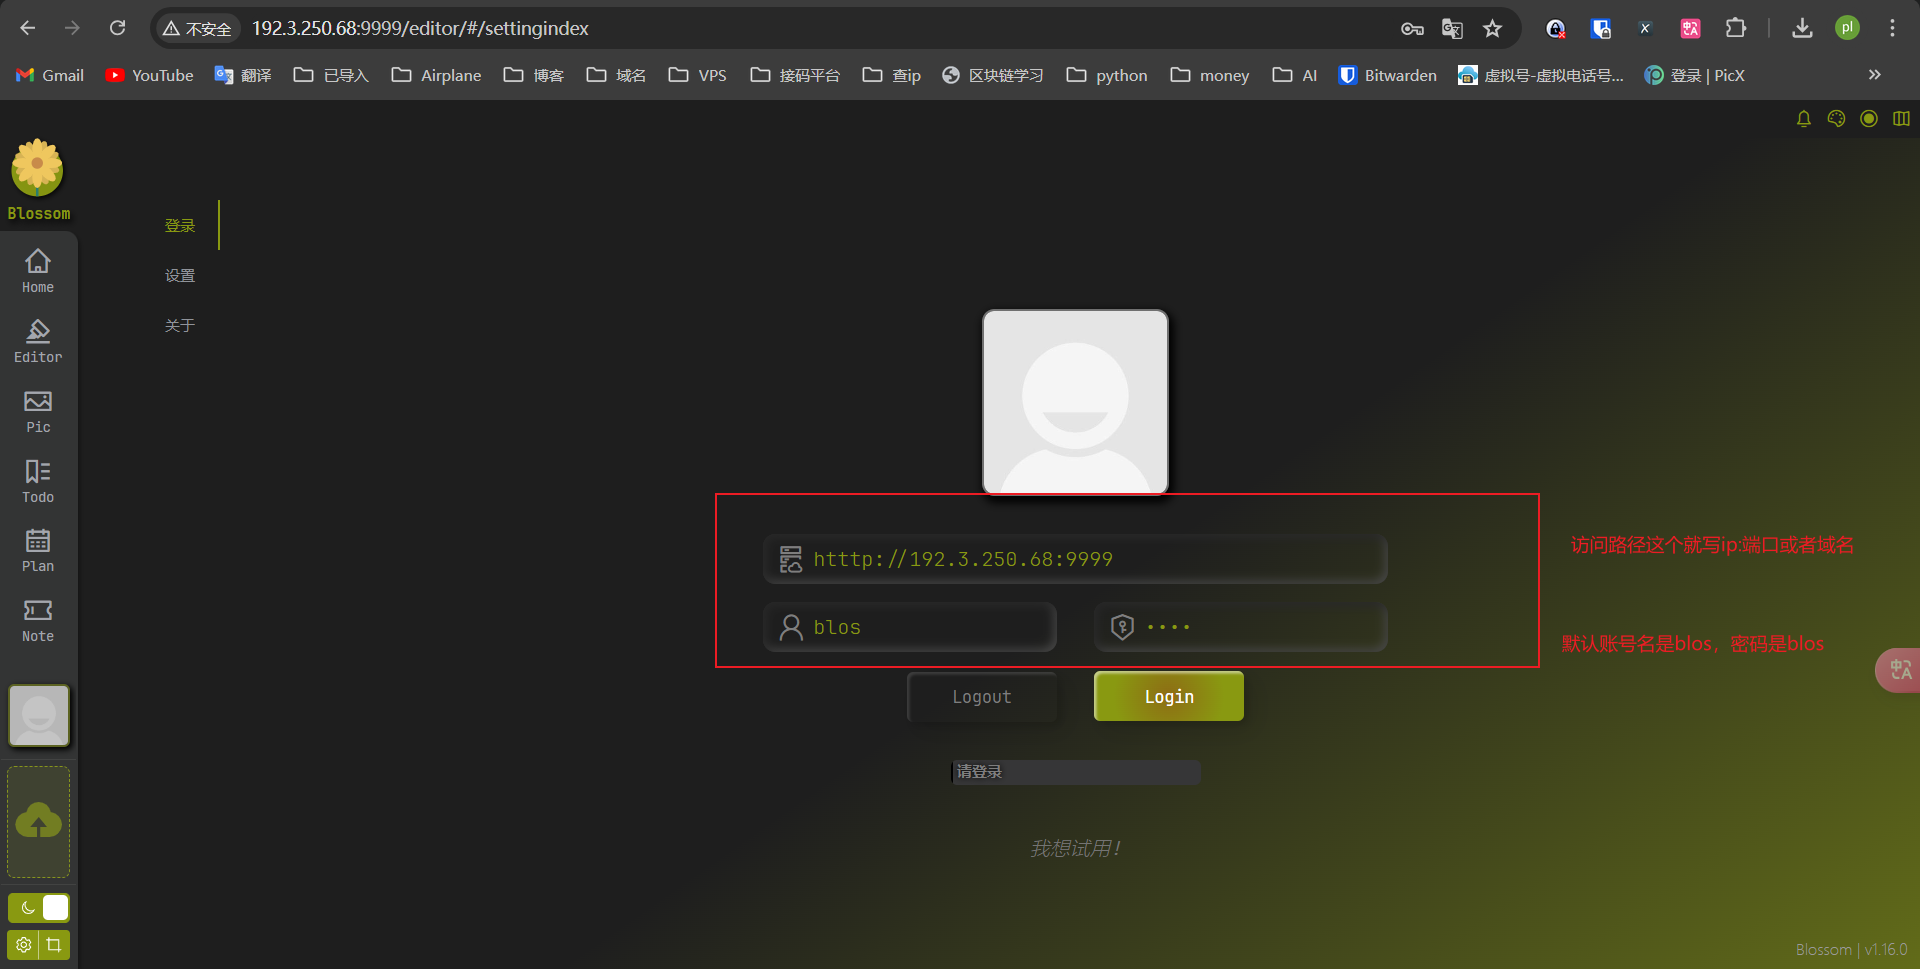 不安全 192.3.250.68:9999/editor/#/settingindex
pl
Gmail YouTube 翻译 已导入 Airplane 博客 域名 VPS 接码平台 查ip 区块链学习 python money AI Bitwarden 虚拟号-虚拟电话号... 登录 | PicX
Blossom
Home
Editor
Pic
Todo
Plan
Note
登录
设置
关于
htttp://192.3.250.68:9999
访问路径这个就写ip:端口或者域名
blos ••••
默认账号名是blos，密码是blos
Logout Login
请登录
我想试用！
Blossom | v1.16.0